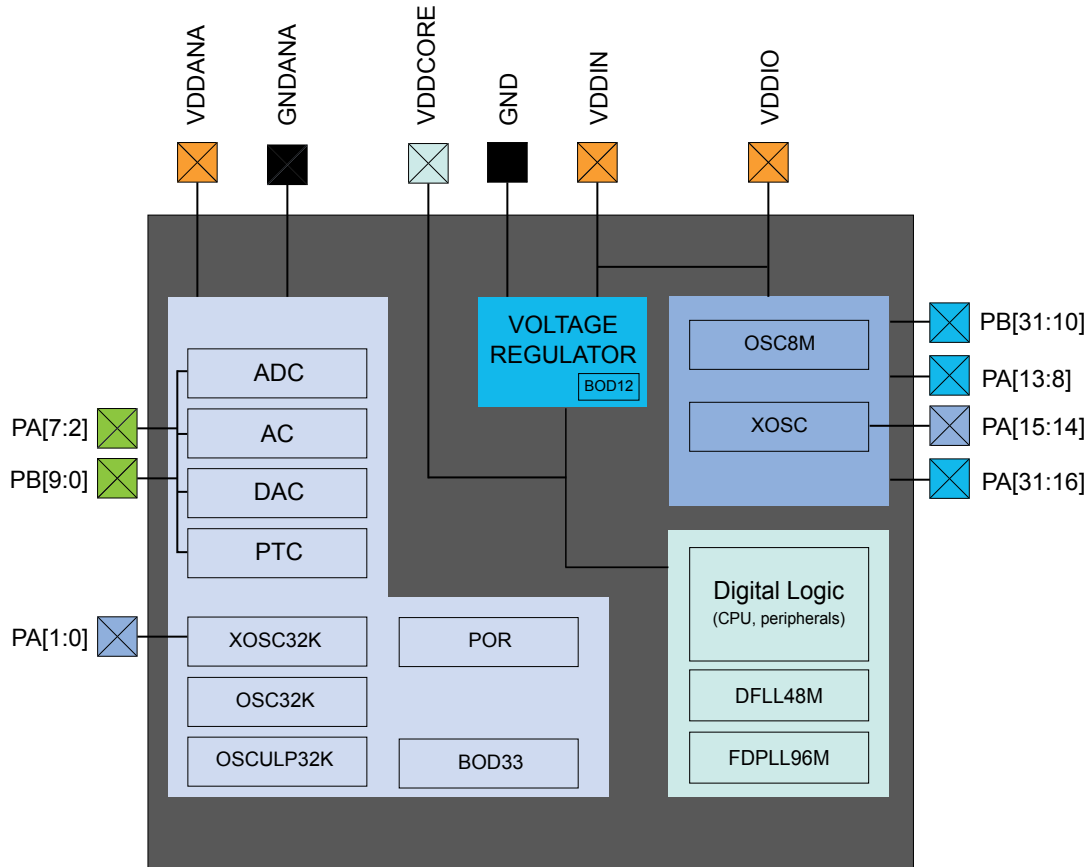 VDDANA
GNDANA
VDDCORE
GND
VDDIN
VDDIO
VOLTAGE
REGULATOR
BOD12
ADC
AC
DAC
PTC
XOSC32K
OSC32K
OSCULP32K
POR
BOD33
OSC8M
XOSC
Digital Logic
(CPU, peripherals)
DFLL48M
FDPLL96M
PA[7:2]
PB[9:0]
PA[1:0]
PB[31:10]
PA[13:8]
PA[15:14]
PA[31:16]